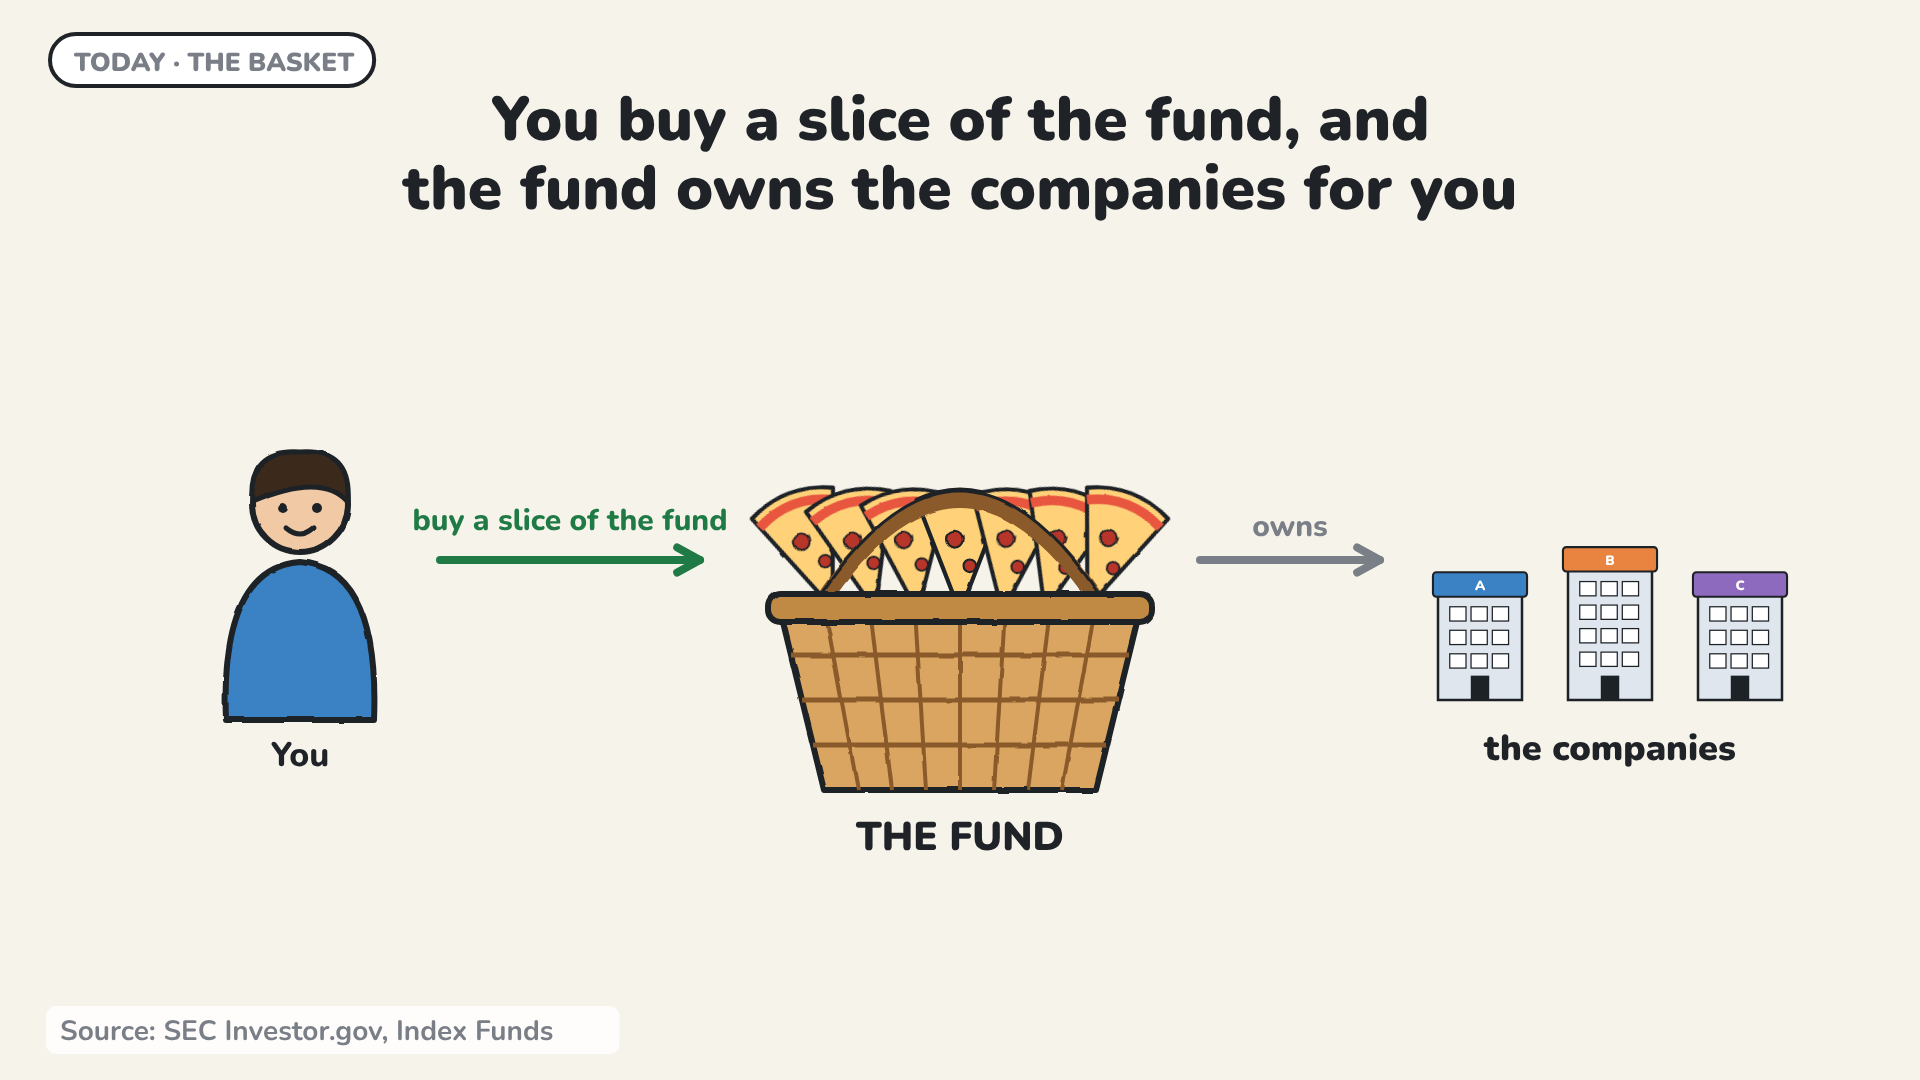 TODAY · THE BASKET
You buy a slice of the fund, and
the fund owns the companies for you
buy a slice of the fund
owns
A
B
C
You
the companies
THE FUND
Source: SEC Investor.gov, Index Funds